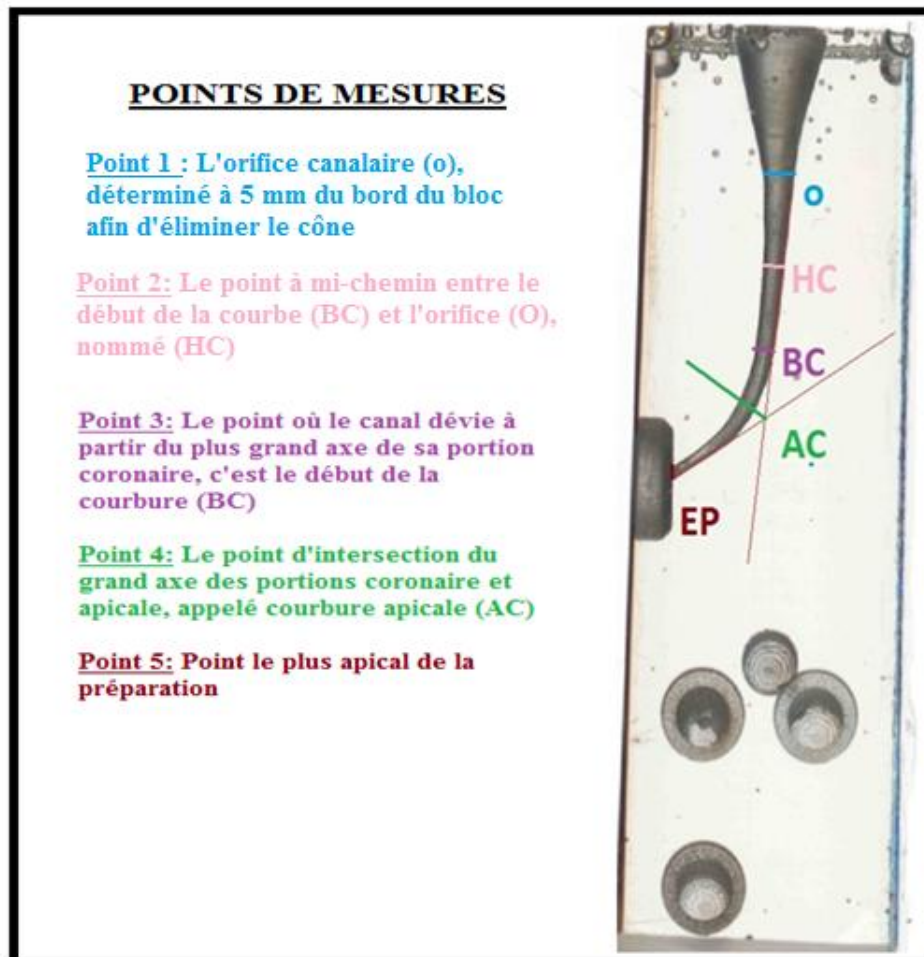 POINTS DE MESURES
Point 1 : L'orifice canalaire (o),
déterminé à 5 mm du bord du bloc
afin d'éliminer le cône
Point 2: Le point à mi-chemin entre le
début de la courbe (BC) et l'orifice (O),
nommé (HC)
Point 3: Le point où le canal dévie à
partir du plus grand axe de sa portion
coronaire, c'est le début de la
courbure (BC)
Point 4: Le point d'intersection du
grand axe des portions coronaire et
apicale, appelé courbure apicale (AC)
Point 5: Point le plus apical de la
préparation
o
HC
BC
AC
EP